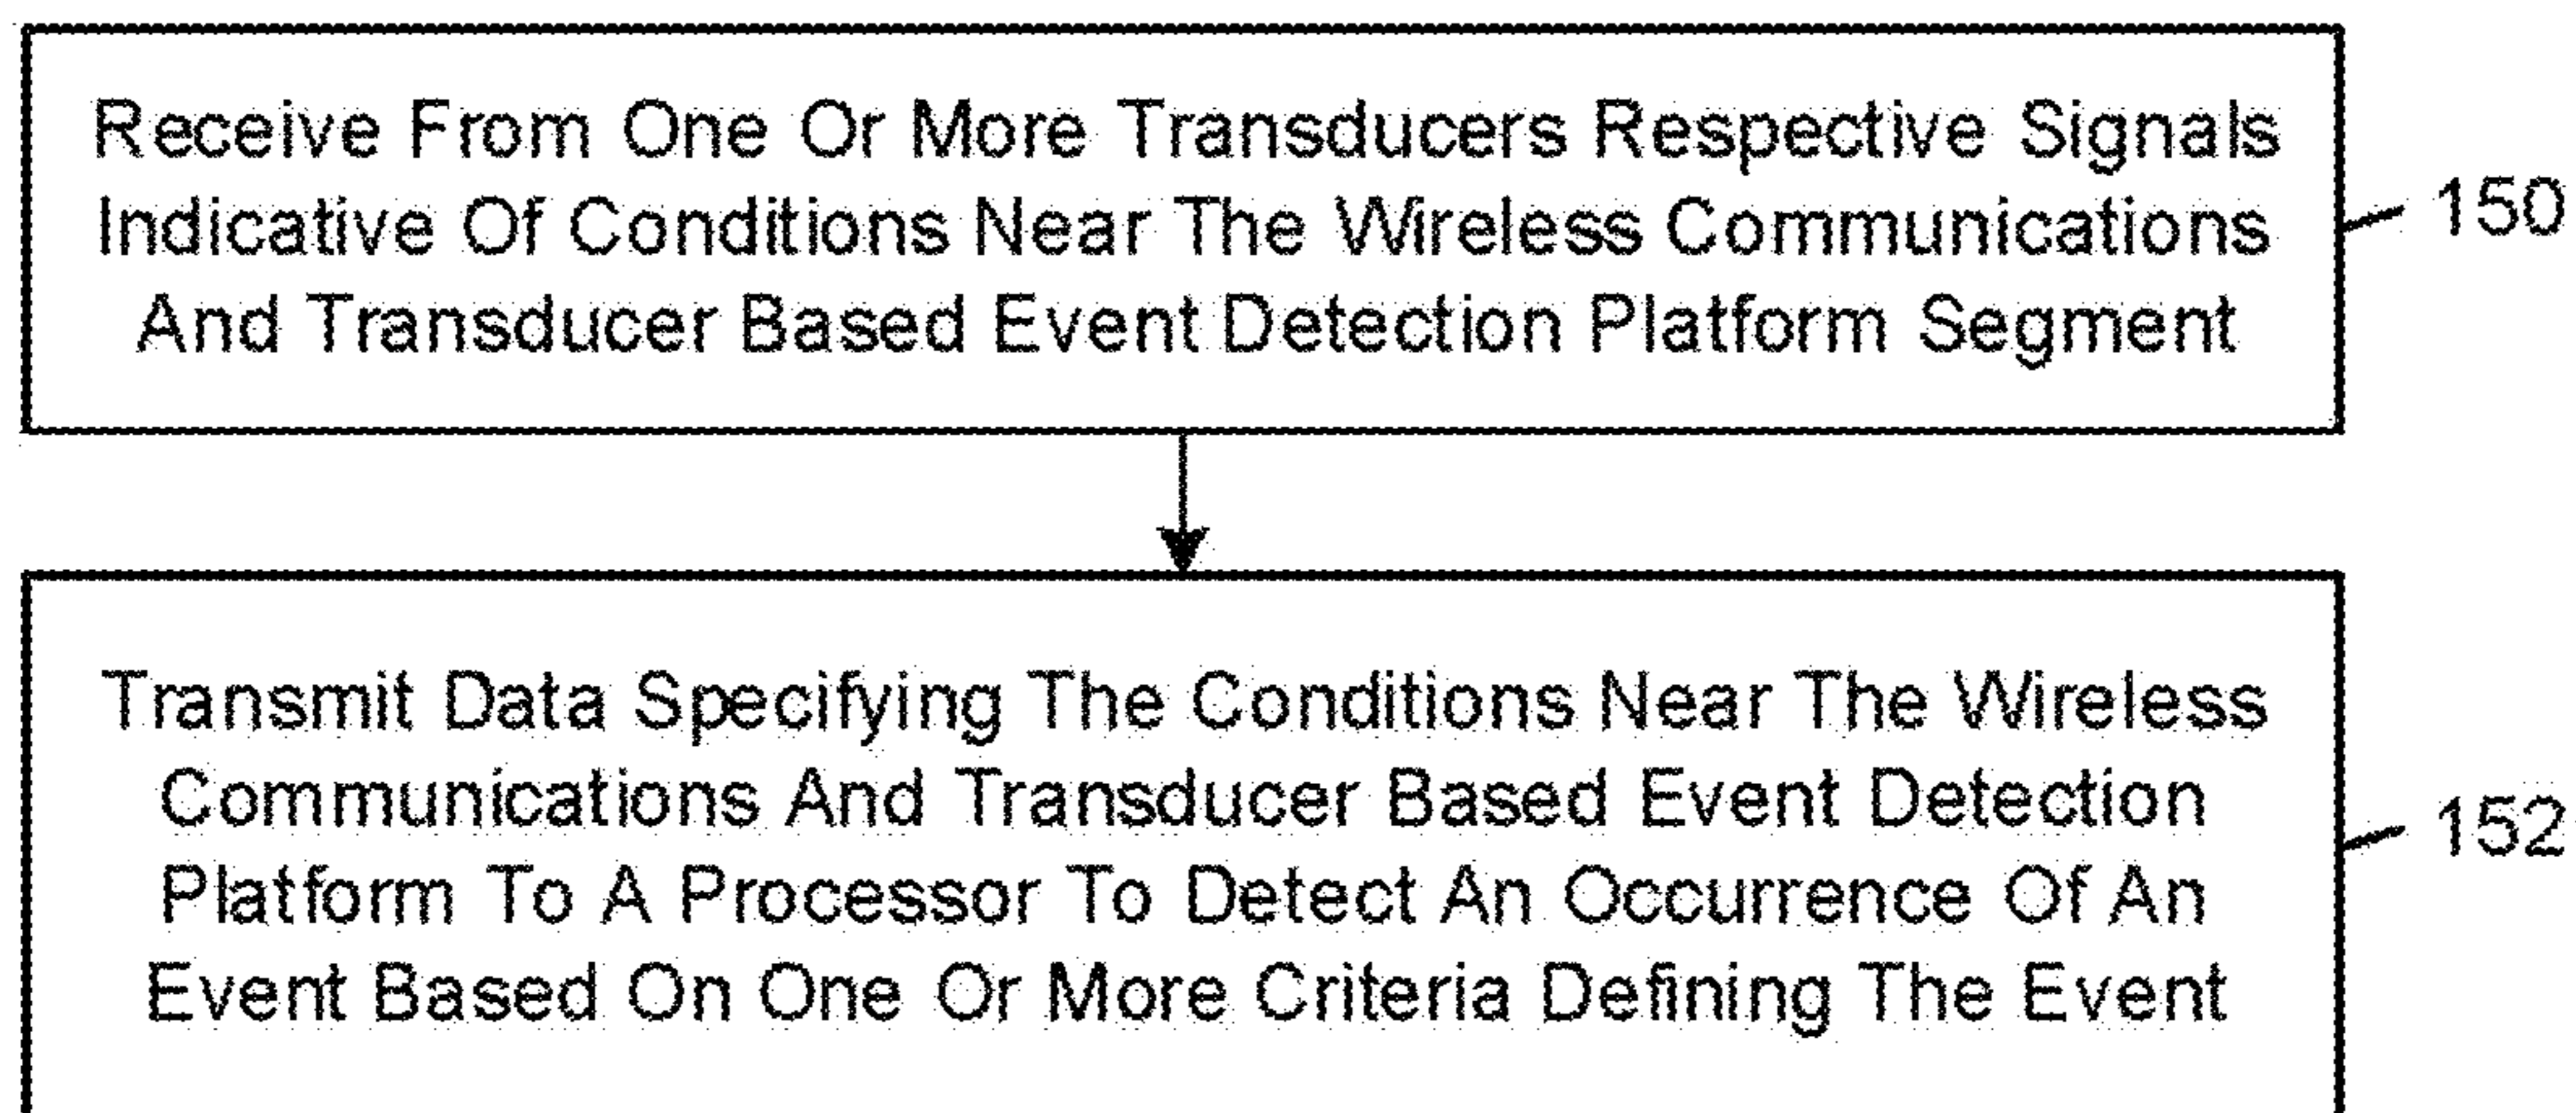 Receive From One Or More Transducers Respective Signals
Indicative Of Conditions Near The Wireless Communications
And Transducer Based Event Detection Platform Segment
150
Transmit Data Specifying The Conditions Near The Wireless
Communications And Transducer Based Event Detection
Platform To A Processor To Detect An Occurrence Of An
Event Based On One Or More Criteria Defining The Event
152